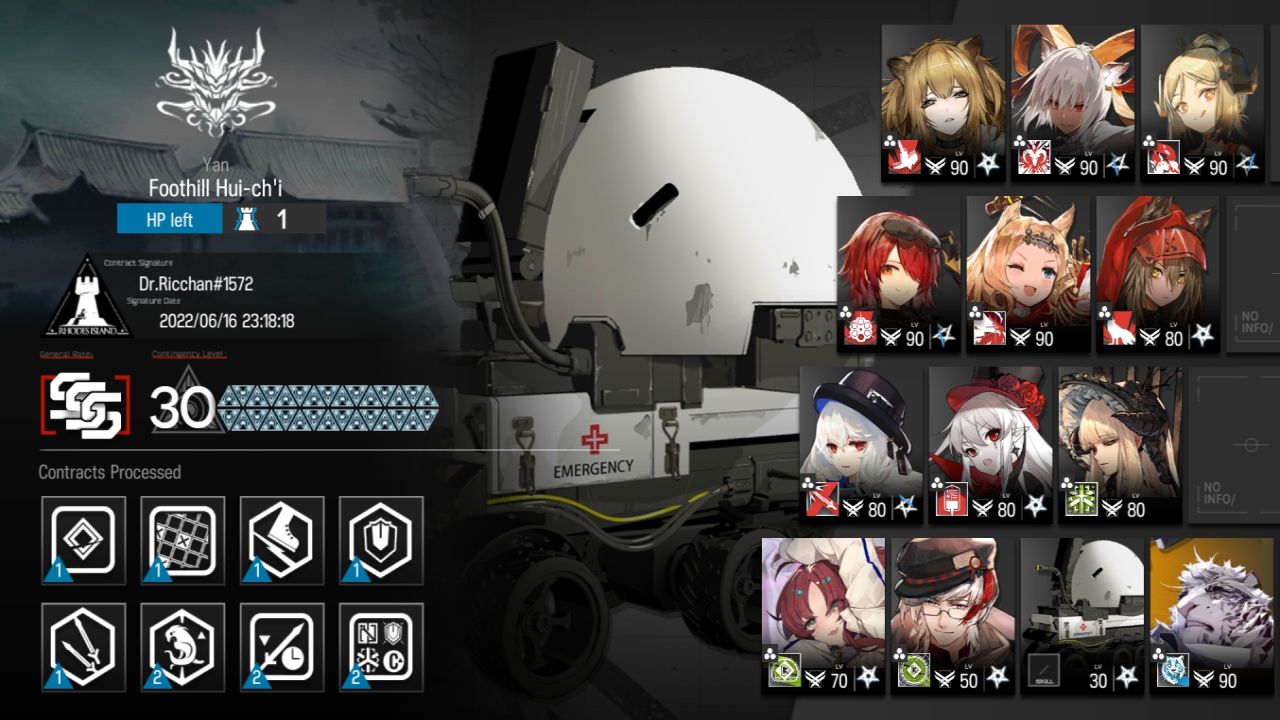 Yan
Foothill Hui-ch'i
HP left
1
Contract Signature
Dr.Ricchan#1572
Signature Date
2022/06/16 23:18:18
RHODES ISLAND
General Rate:
Contingency Level :
SSS
30
Contracts Processed
1
1
1
1
1
2
2
N
C
2
EMERGENCY
LV
90
LV
90
LV
90
LV
90
LV
90
LV
80
NO
INFO/
LV
80
LV
80
LV
80
NO
INFO/
LV
70
LV
50
SKILL
LV
30
LV
90